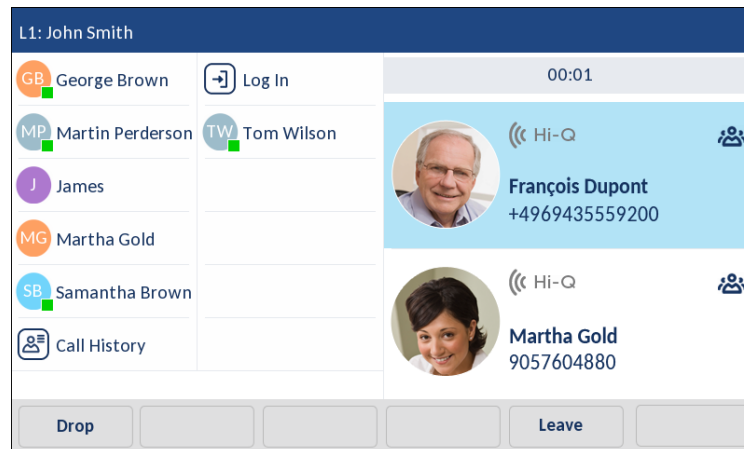 L1: John Smith
GB George Brown
Log In
00:01
MP Martin Perderson
TW Tom Wilson
Hi-Q
J James
François Dupont
+4969435559200
MG Martha Gold
SB Samantha Brown
Hi-Q
Call History
Martha Gold
9057604880
Drop
Leave